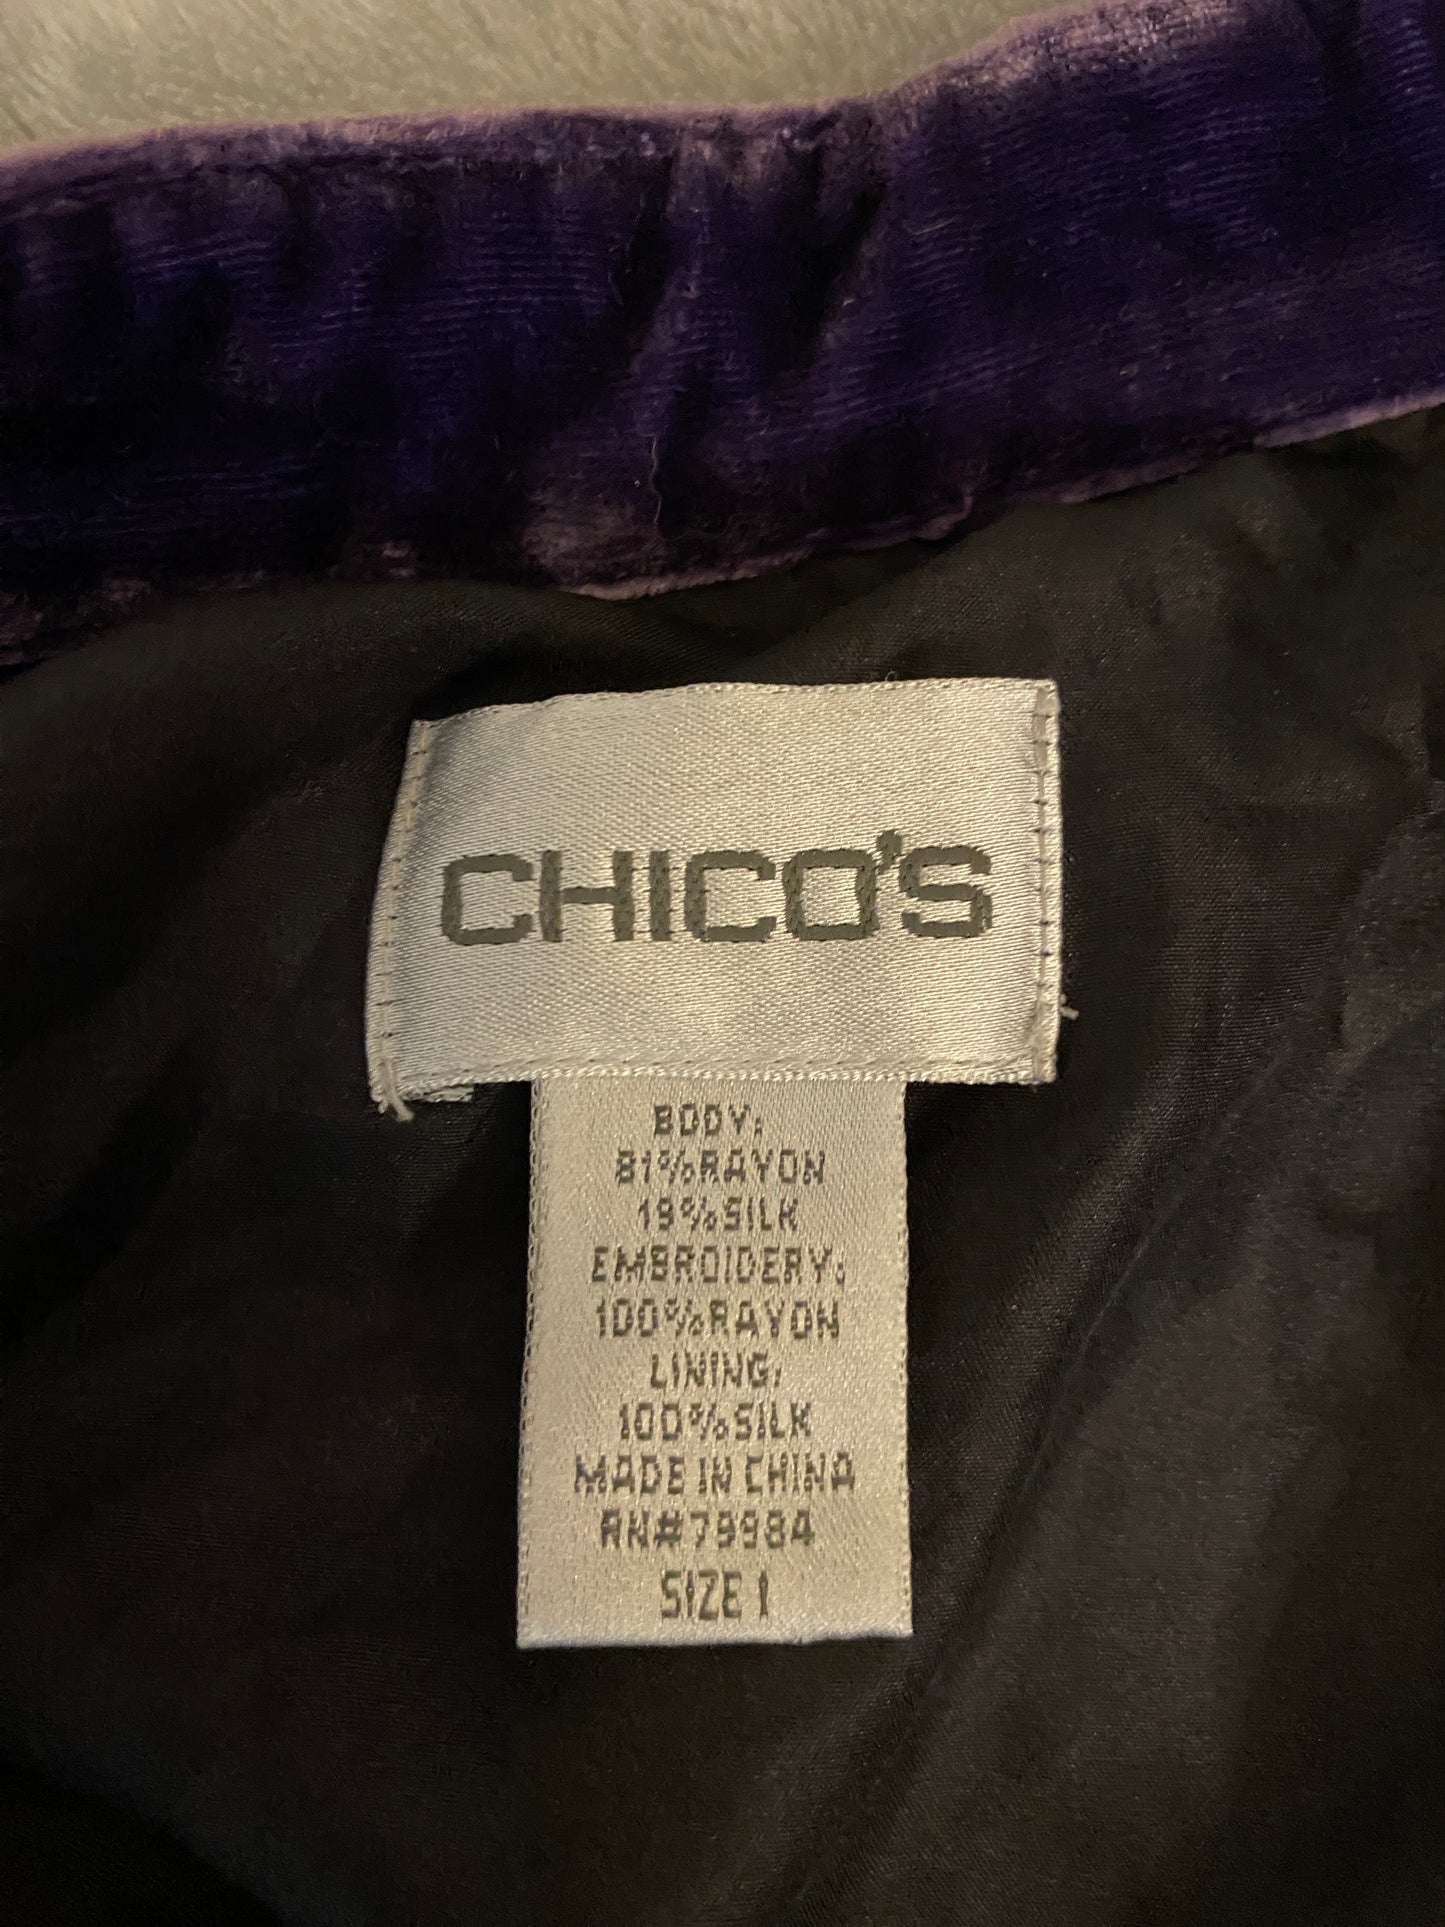 CHICO'S
BODY:
81%RAYON
19%SILK
EMBROIDERY:
100%RAYON
LINING:
100%SILK
MADE IN CHINA
RN#79984
SIZE 1